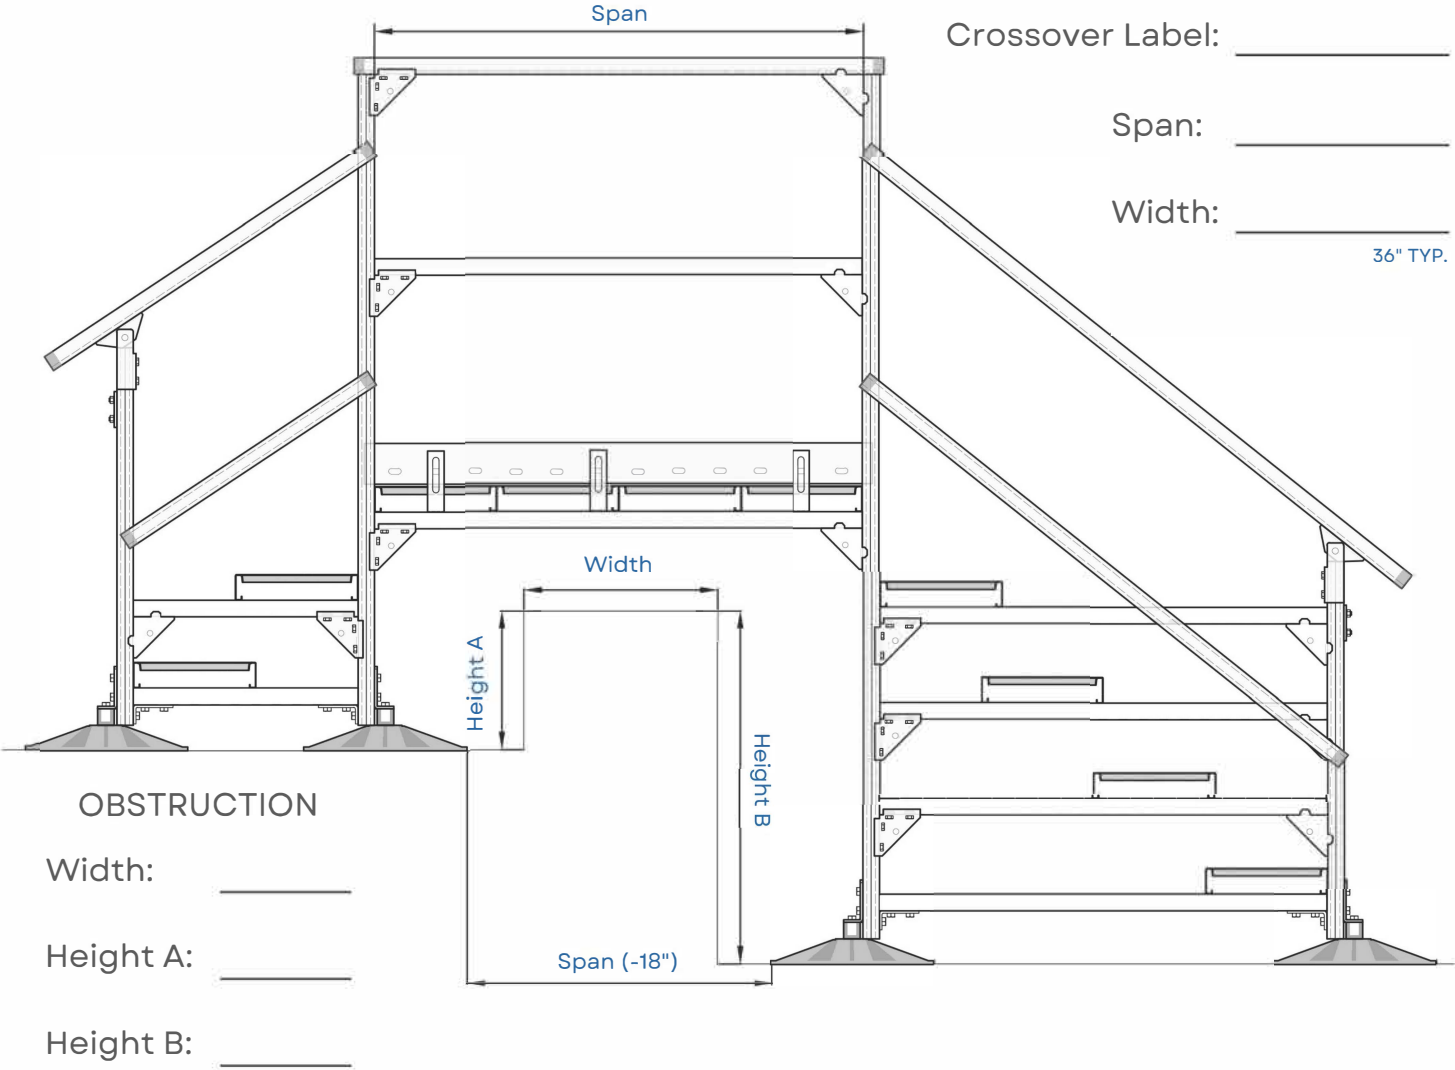 Span
Crossover Label:
Span:
Width:
36" TYP.
Width
Height A
Height B
Span (-18")
OBSTRUCTION
Width:
Height A:
Height B: